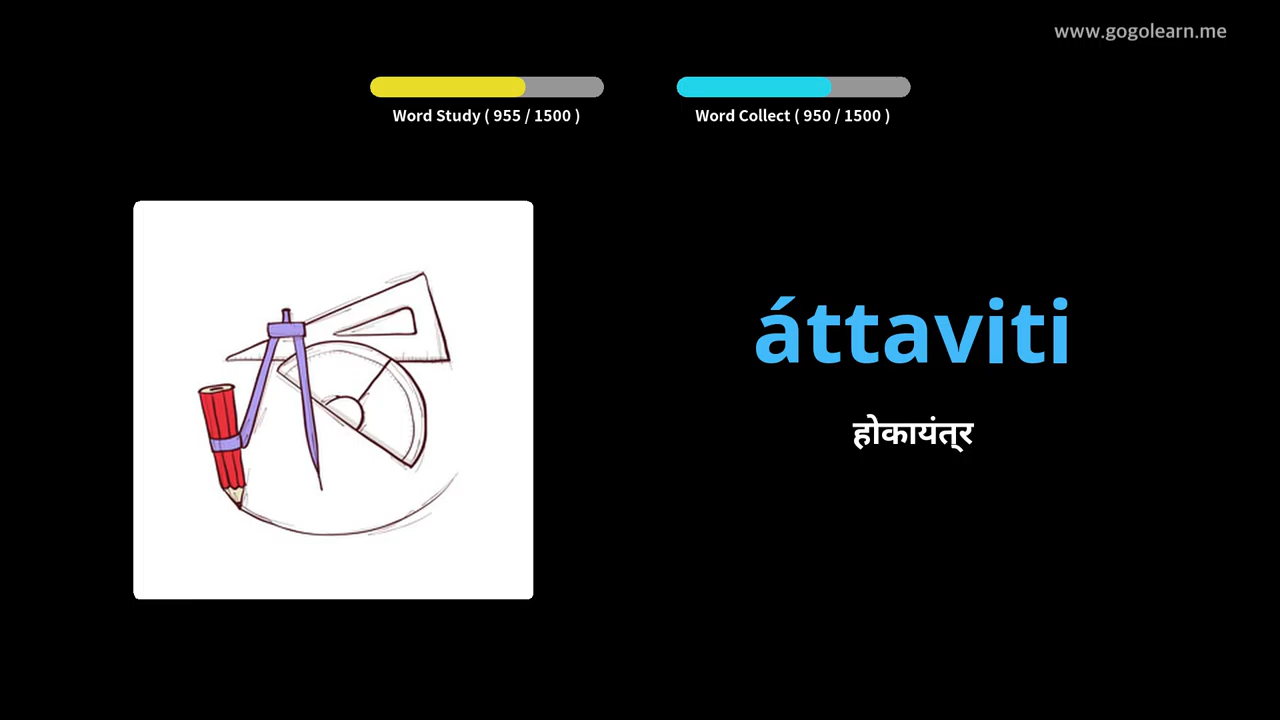 www.gogolearn.me
Word Study ( 955 / 1500 )
Word Collect ( 950 / 1500 )
áttaviti
होकायंत्र